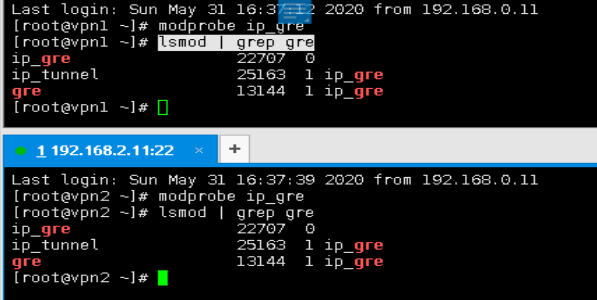 Last login: Sun May 31 16:37:12 2020 from 192.168.0.11
[root@vpn1 ~]# modprobe ip_gre
[root@vpn1 ~]# lsmod | grep gre
ip_gre 22707 0
ip_tunnel 25163 1 ip_gre
gre 13144 1 ip_gre
[root@vpn1 ~]#
1 192.168.2.11:22 × +
Last login: Sun May 31 16:37:39 2020 from 192.168.0.11
[root@vpn2 ~]# modprobe ip_gre
[root@vpn2 ~]# lsmod | grep gre
ip_gre 22707 0
ip_tunnel 25163 1 ip_gre
gre 13144 1 ip_gre
[root@vpn2 ~]#